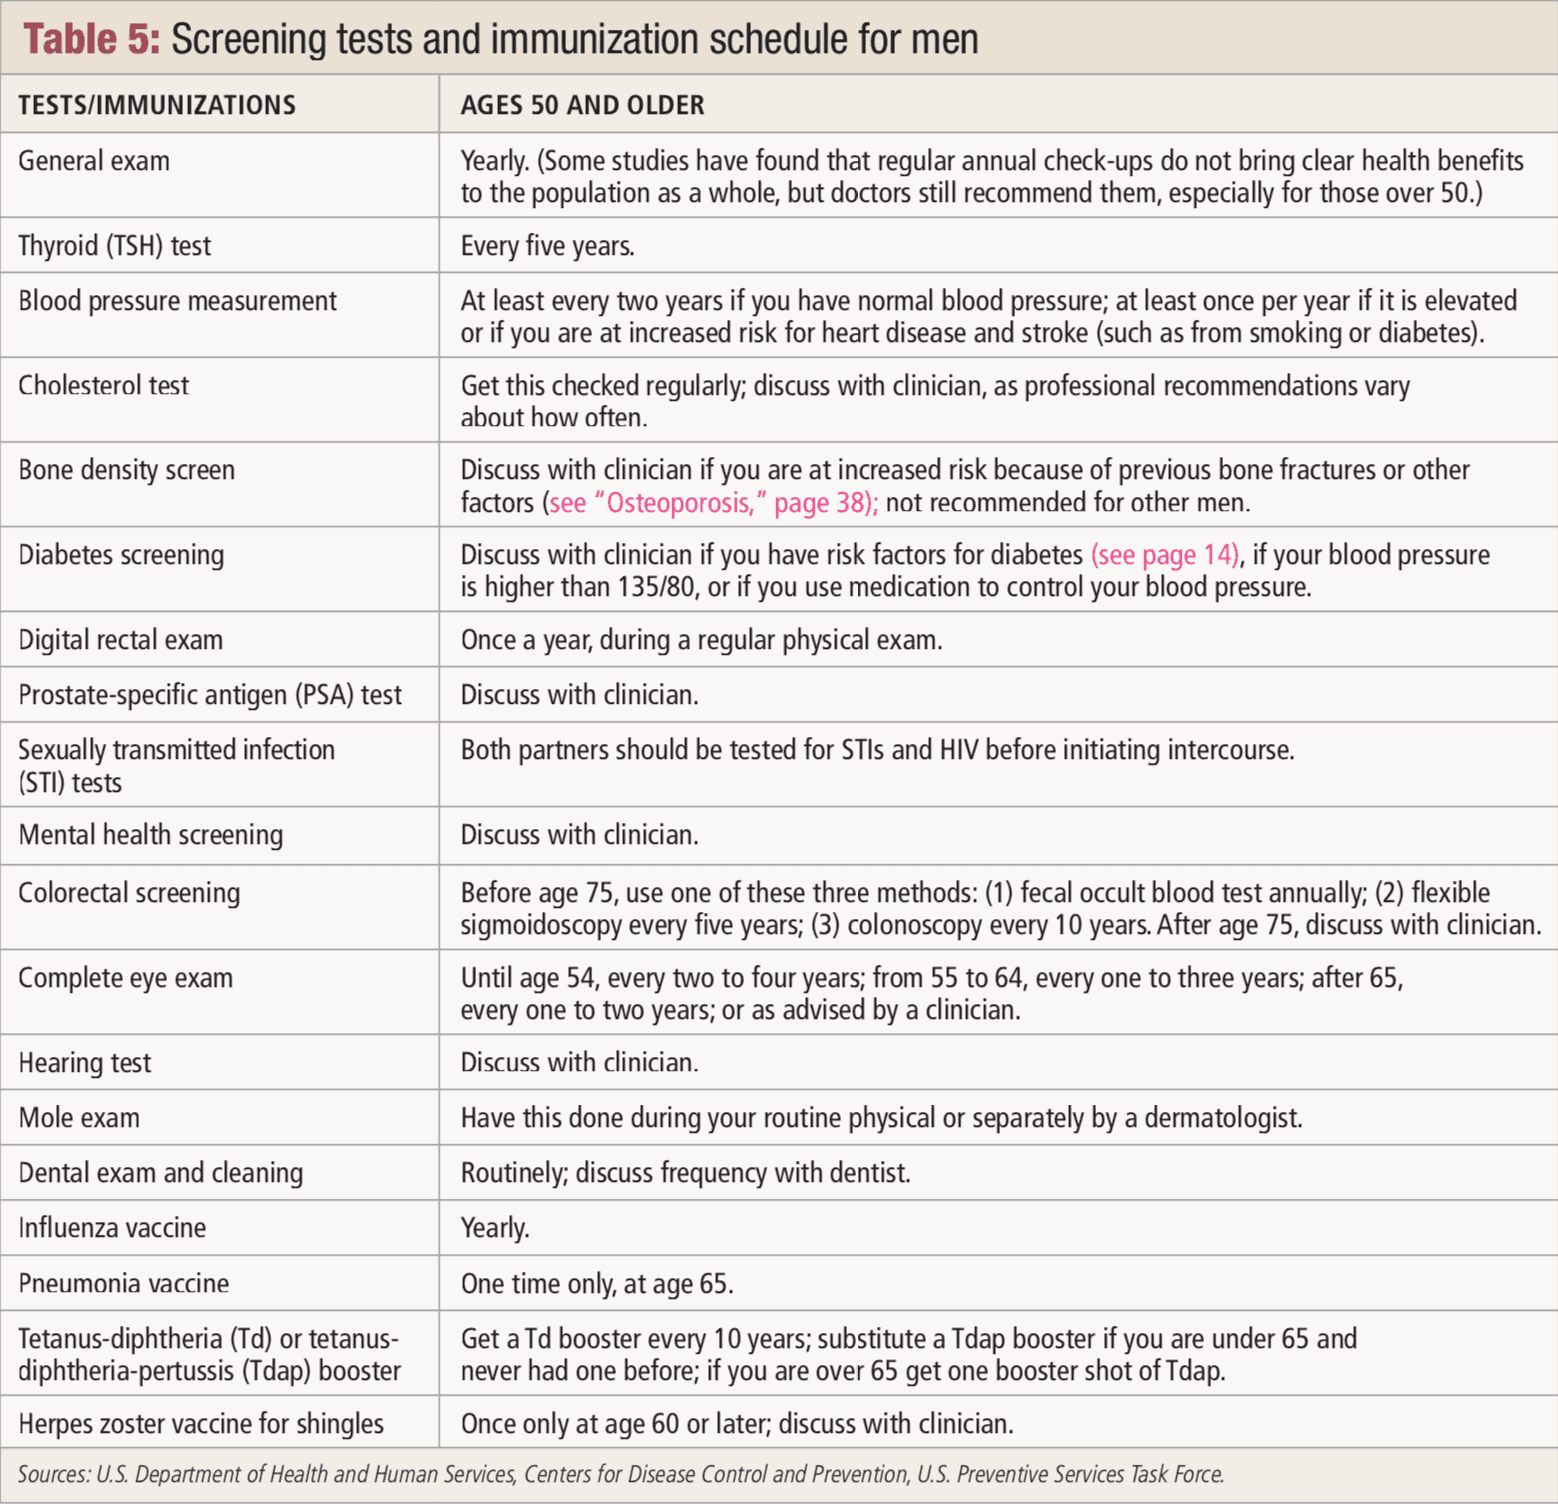 Table 5: Screening tests and immunization schedule for men
TESTS/IMMUNIZATIONS
AGES 50 AND OLDER
General exam
Yearly. (Some studies have found that regular annual check-ups do not bring clear health benefits
to the population as a whole, but doctors still recommend them, especially for those over 50.)
Thyroid (TSH) test
Every five years.
Blood pressure measurement
At least every two years if you have normal blood pressure; at least once per year if it is elevated
or if you are at increased risk for heart disease and stroke (such as from smoking or diabetes).
Cholesterol test
Get this checked regularly; discuss with clinician, as professional recommendations vary
about how often.
Bone density screen
Discuss with clinician if you are at increased risk because of previous bone fractures or other
factors (see “Osteoporosis,” page 38); not recommended for other men.
Diabetes screening
Discuss with clinician if you have risk factors for diabetes (see page 14), if your blood pressure
is higher than 135/80, or if you use medication to control your blood pressure.
Digital rectal exam
Once a year, during a regular physical exam.
Prostate-specific antigen (PSA) test
Discuss with clinician.
Sexually transmitted infection
(STI) tests
Both partners should be tested for STIs and HIV before initiating intercourse.
Mental health screening
Discuss with clinician.
Colorectal screening
Before age 75, use one of these three methods: (1) fecal occult blood test annually; (2) flexible
sigmoidoscopy every five years; (3) colonoscopy every 10 years. After age 75, discuss with clinician.
Complete eye exam
Until age 54, every two to four years; from 55 to 64, every one to three years; after 65,
every one to two years; or as advised by a clinician.
Hearing test
Discuss with clinician.
Mole exam
Have this done during your routine physical or separately by a dermatologist.
Dental exam and cleaning
Routinely; discuss frequency with dentist.
Influenza vaccine
Yearly.
Pneumonia vaccine
One time only, at age 65.
Tetanus-diphtheria (Td) or tetanus-
diphtheria-pertussis (Tdap) booster
Get a Td booster every 10 years; substitute a Tdap booster if you are under 65 and
never had one before; if you are over 65 get one booster shot of Tdap.
Herpes zoster vaccine for shingles
Once only at age 60 or later; discuss with clinician.
Sources: U.S. Department of Health and Human Services, Centers for Disease Control and Prevention, U.S. Preventive Services Task Force.